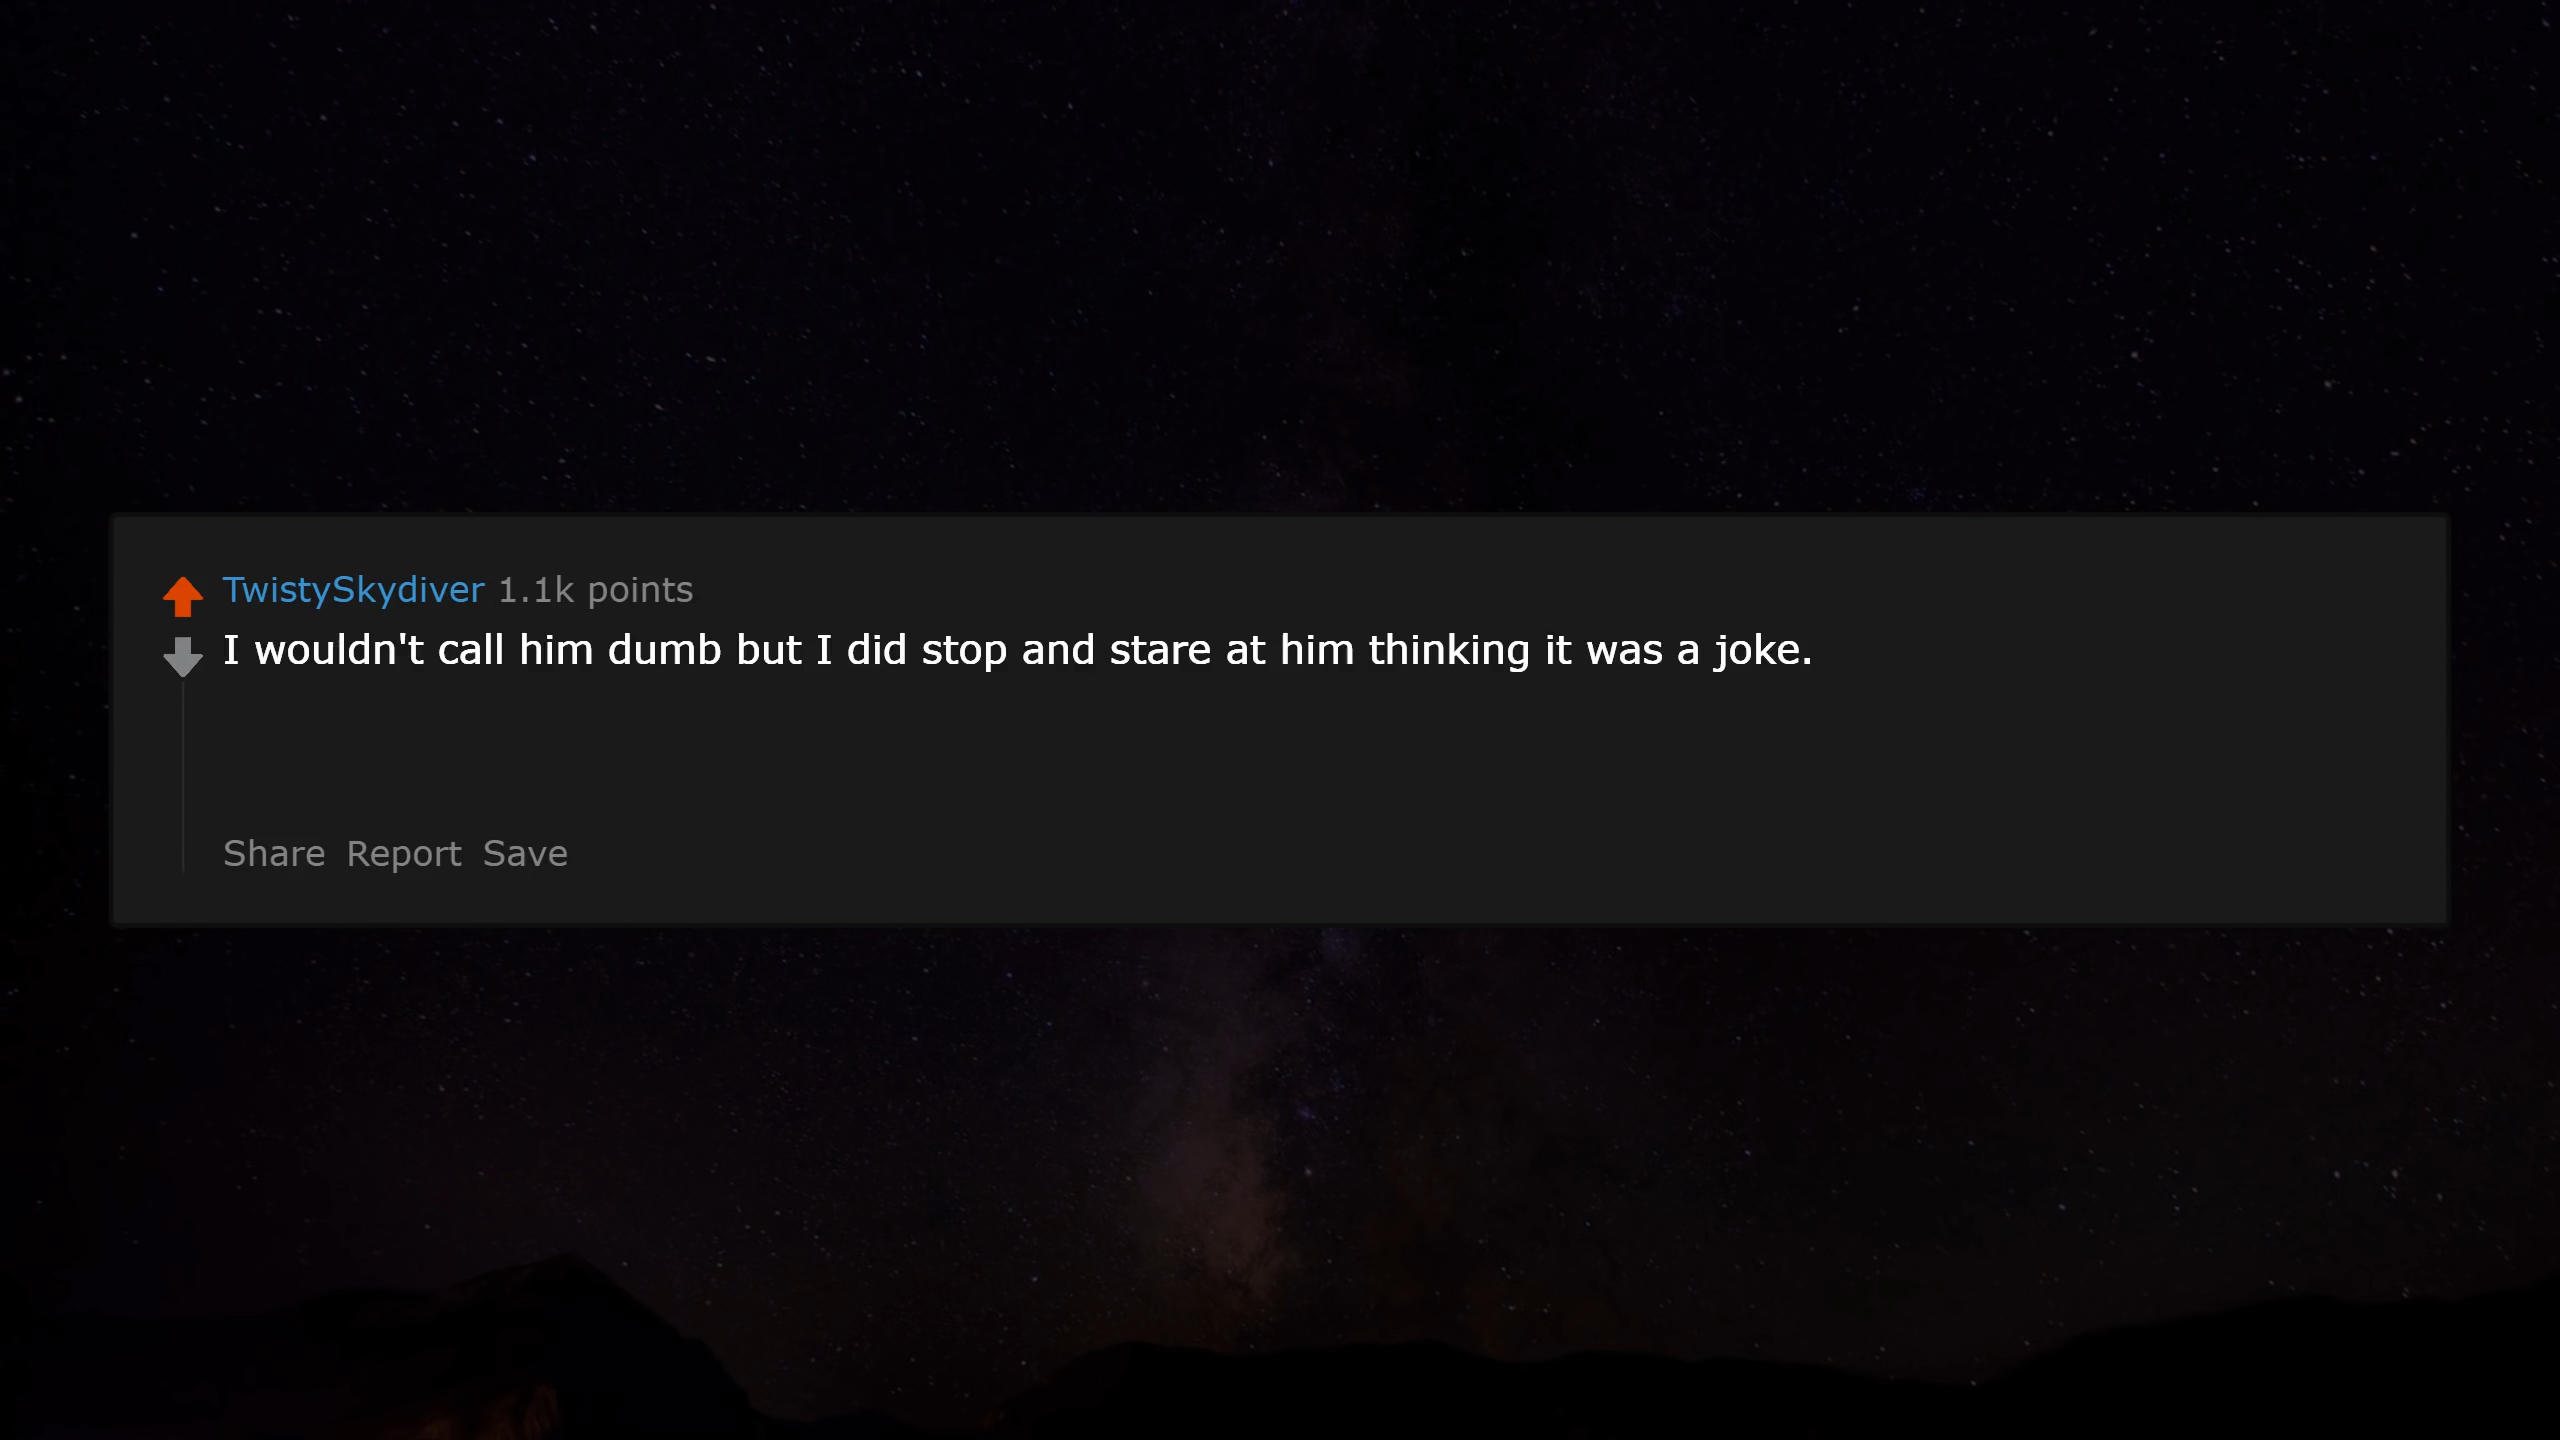 TwistySkydiver 1.1k points
I wouldn't call him dumb but I did stop and stare at him thinking it was a joke.
Share Report Save